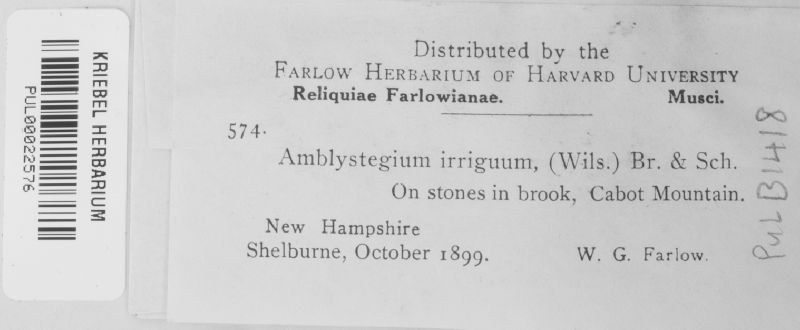 KRIEBEL HERBARIUM
PUL00022576
Distributed by the
FARLOW HERBARIUM OF HARVARD UNIVERSITY
Reliquiae Farlowianae. Musci.
574.
Amblystegium irriguum, (Wils.) Br. & Sch.
On stones in brook, Cabot Mountain.
New Hampshire
Shelburne, October 1899. W. G. Farlow.
PUL B1418